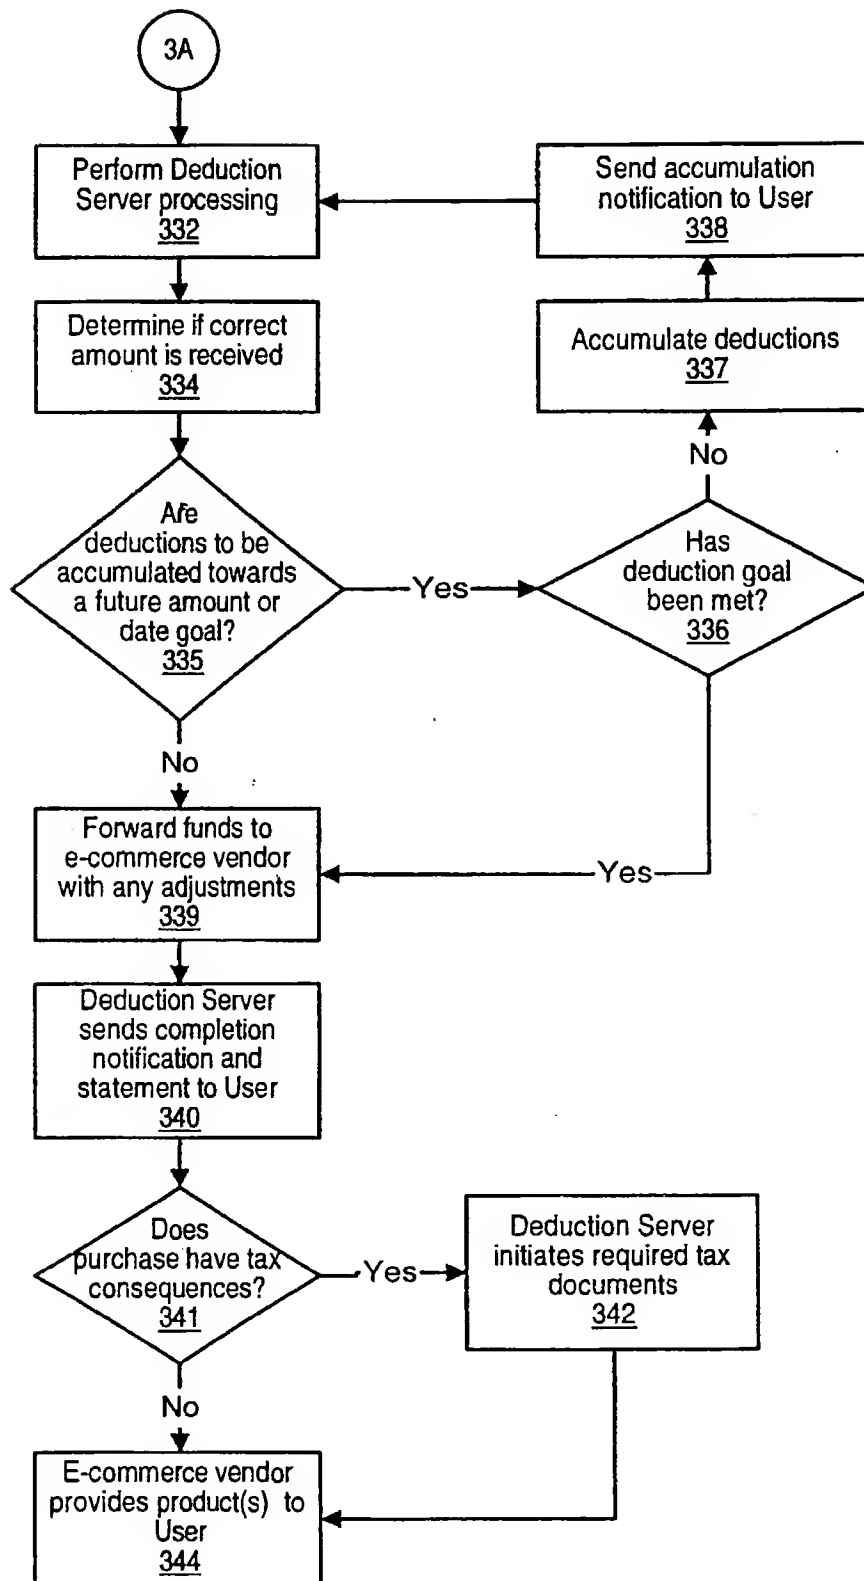 3A
Perform Deduction
Server processing
332
Send accumulation
notification to User
338
Determine if correct
amount is received
334
Accumulate deductions
337
No
Are
deductions to be
accumulated towards
a future amount or
date goal?
335
Yes
Has
deduction goal
been met?
336
No
Forward funds to
e-commerce vendor
with any adjustments
339
Yes
Deduction Server
sends completion
notification and
statement to User
340
Does
purchase have tax
consequences?
341
Yes
Deduction Server
initiates required tax
documents
342
No
E-commerce vendor
provides product(s) to
User
344